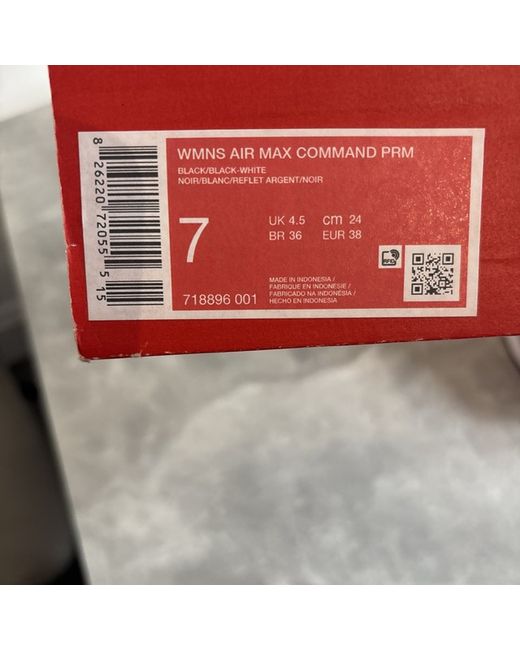 WMNS AIR MAX COMMAND PRM
BLACK/BLACK-WHITE
NOIR/BLANC/REFLET ARGENT/NOIR
7
UK 4.5 cm 24
BR 36 EUR 38
718896 001
MADE IN INDONESIA /
FABRIQUE EN INDONESIE /
FABRICADO NA INDONÉSIA /
HECHO EN INDONESIA
8 26220 72055 5 15